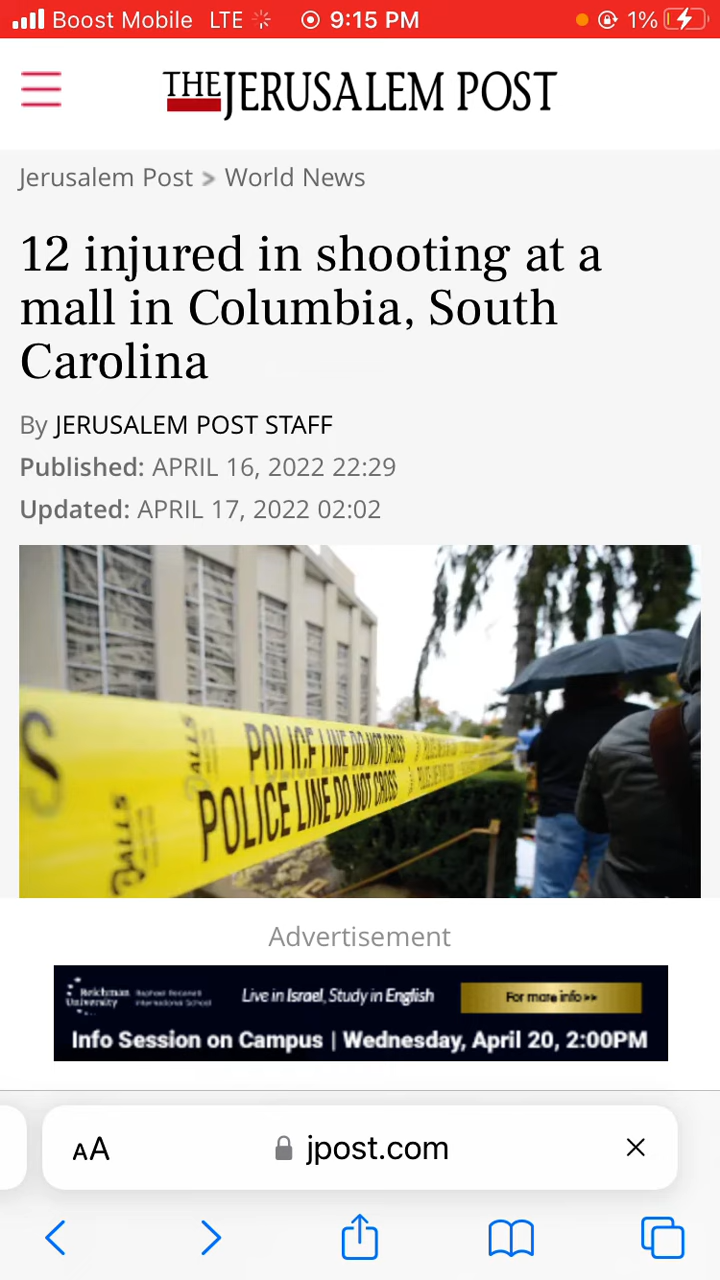 Boost Mobile LTE 9:15 PM 1%
THE JERUSALEM POST
Jerusalem Post > World News
12 injured in shooting at a
mall in Columbia, South
Carolina
By JERUSALEM POST STAFF
Published: APRIL 16, 2022 22:29
Updated: APRIL 17, 2022 02:02
POLICE LINE DO NOT CROSS
POLICE LINE DO NOT CROSS
Advertisement
Reichman
University
Live in Israel, Study in English
For more info >>
Info Session on Campus | Wednesday, April 20, 2:00PM
AA jpost.com